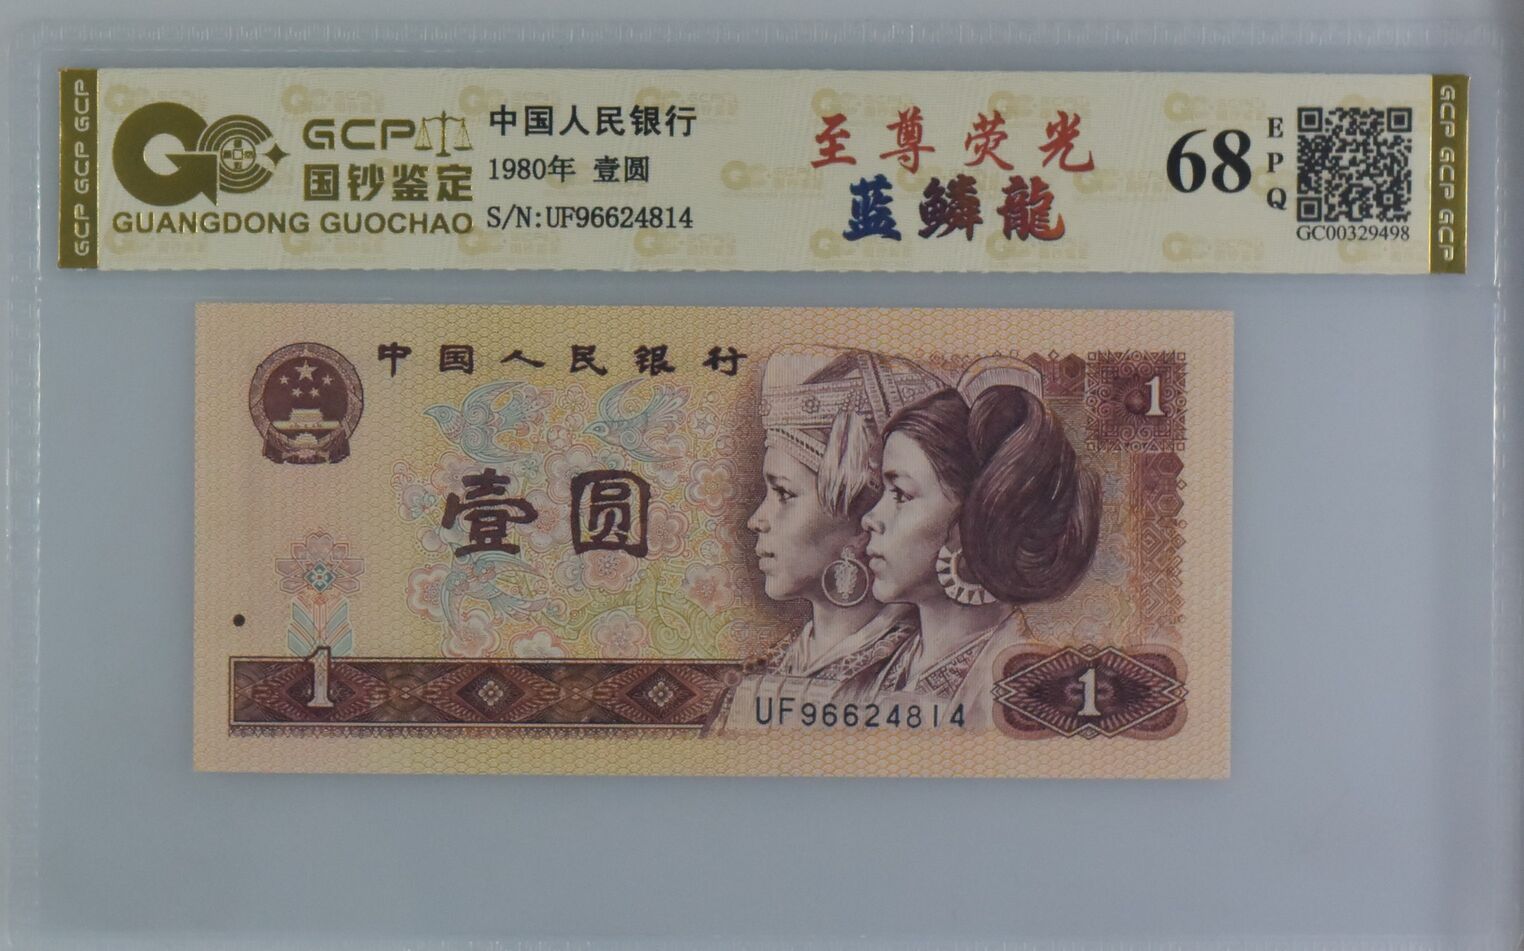 GCP GCP GCP
GCP
国钞鉴定
GUANGDONG GUOCHAO
中国人民银行
1980年 壹圆
S/N:UF96624814
至尊荧光
蓝鳞龍
68
EPQ
GC00329498
GCP GCP GCP
中国人民银行
1
壹圆
1
UF96624814
1